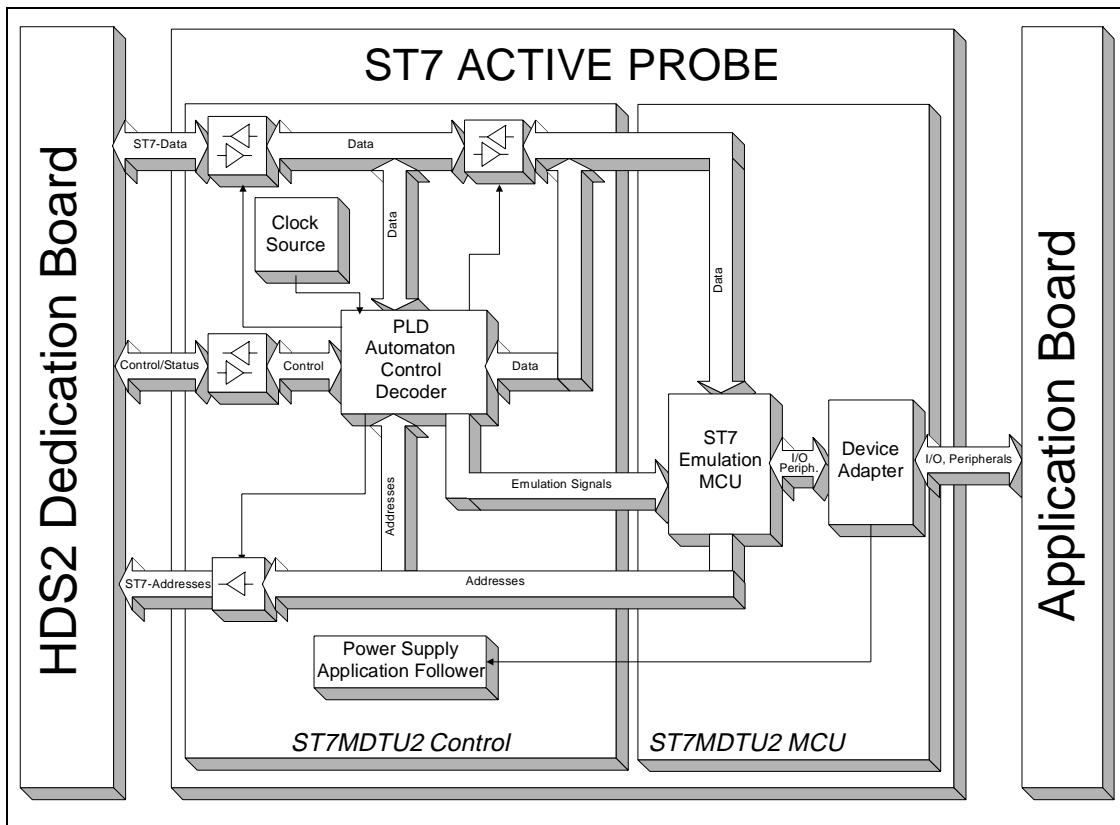 ST7 ACTIVE PROBE
HDS2 Dedication Board
Application Board
ST7-Data
Data
Clock
Source
Data
Data
PLD
Automaton
Control
Decoder
Control/Status
Control
Data
ST7
Emulation
MCU
I/O
Periph.
Device
Adapter
I/O, Peripherals
Emulation Signals
Addresses
ST7-Addresses
Addresses
Power Supply
Application Follower
ST7MDTU2 Control
ST7MDTU2 MCU